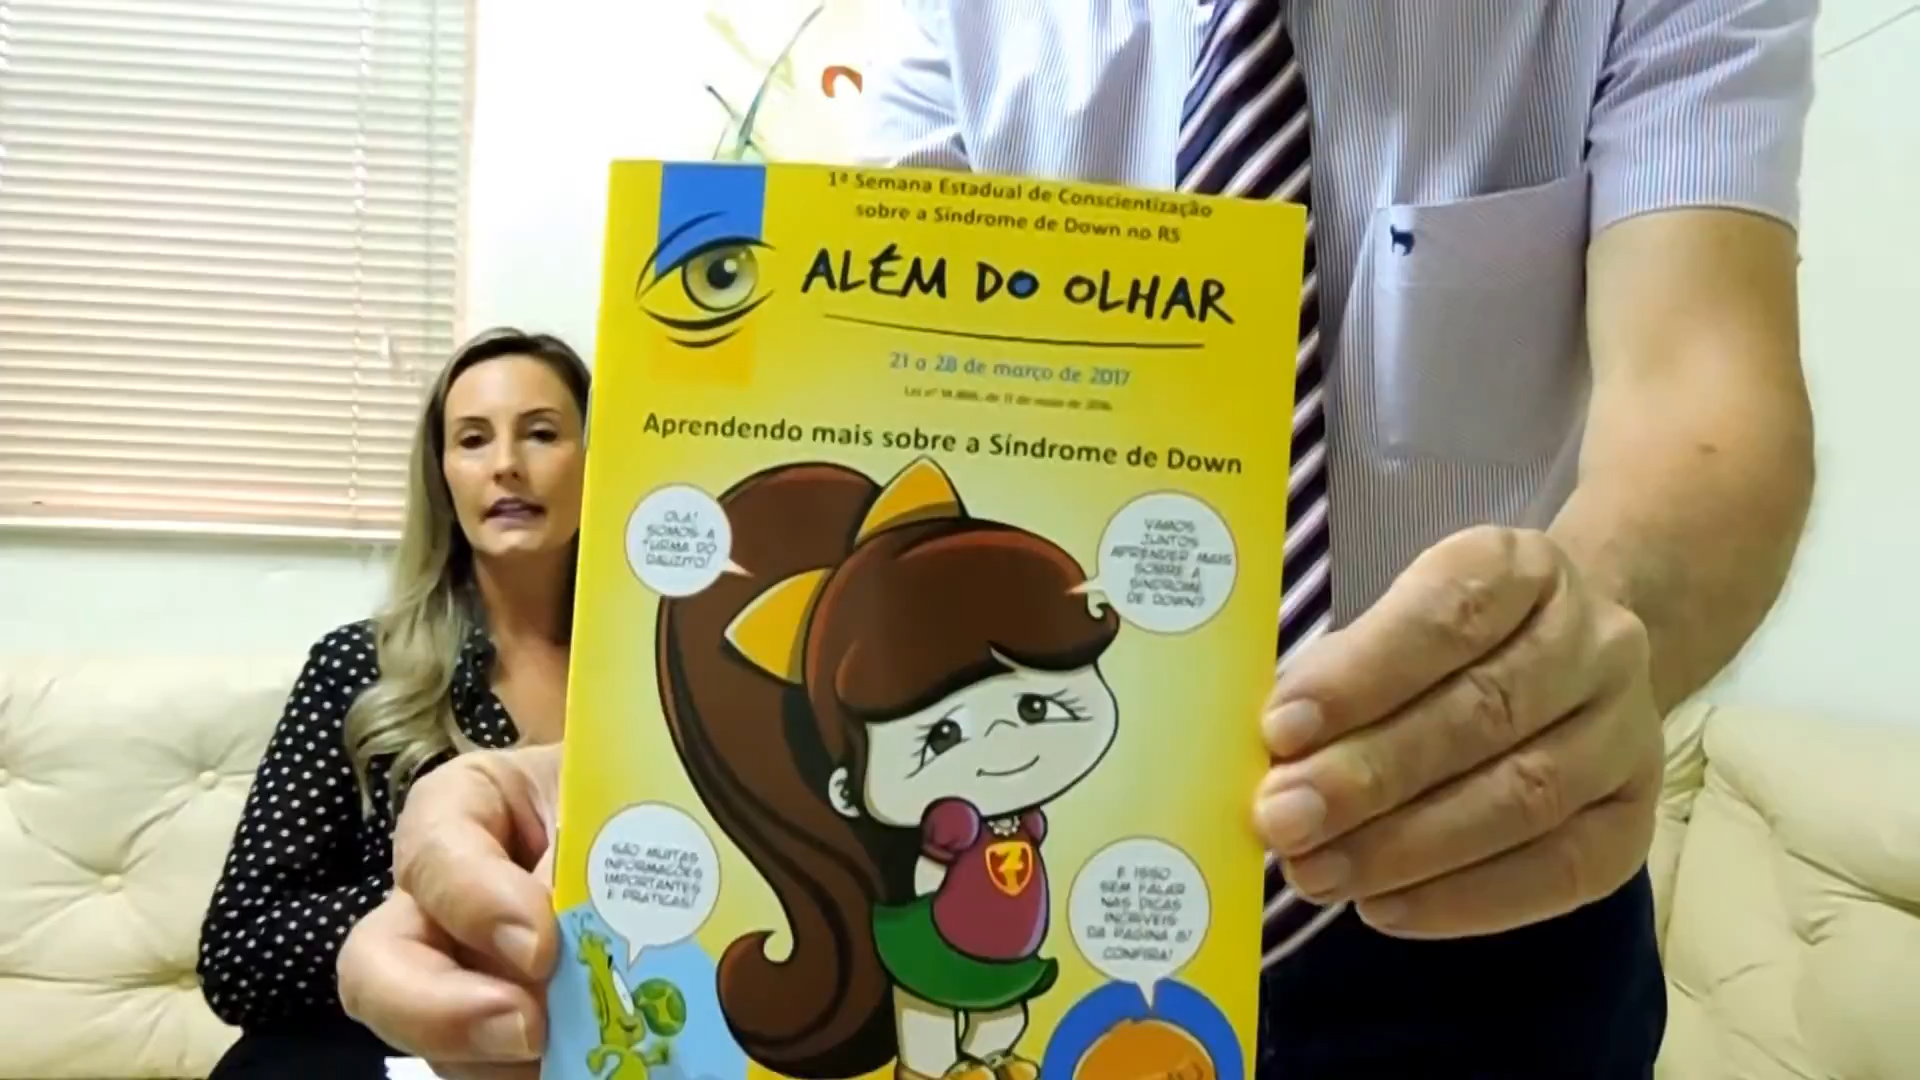 1ª Semana Estadual de Conscientização
sobre a Síndrome de Down no RS
ALÉM DO OLHAR
21 a 28 de março de 2017
Aprendendo mais sobre a Síndrome de Down
OLÁ!
SOMOS A
TURMA DO
DAUZITO!
VAMOS
JUNTOS
APRENDER MAIS
SOBRE A
SÍNDROME
DE DOWN?
SÃO MUITAS
INFORMAÇÕES
IMPORTANTES
E PRÁTICAS!
E ISSO
SEM FALAR
NAS DICAS
INCRÍVEIS
DA PÁGINA
CONFIRA!